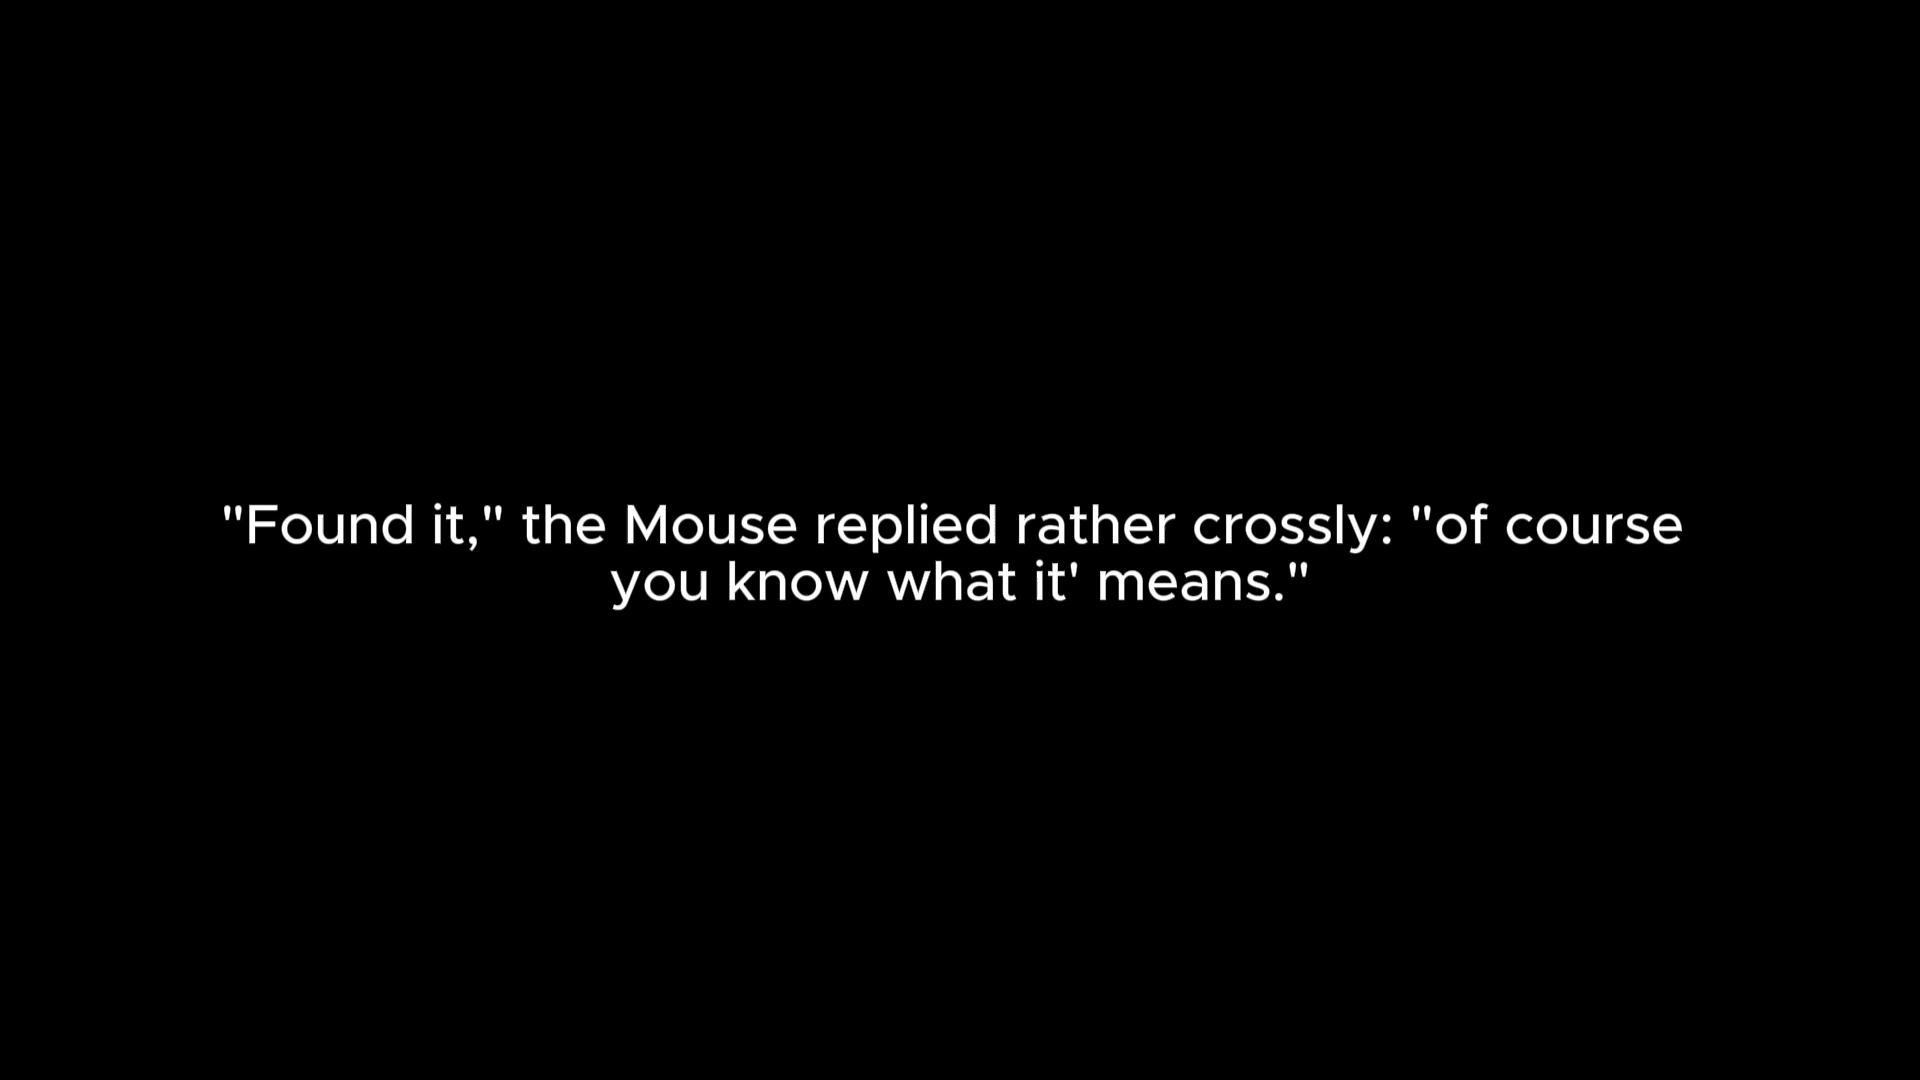 "Found it," the Mouse replied rather crossly: "of course
you know what it' means."